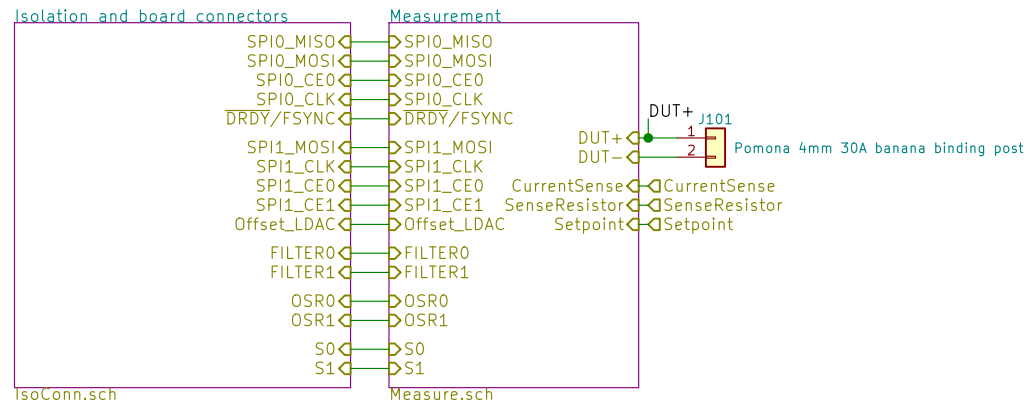 Isolation and board connectors
SPI0_MISO
SPI0_MOSI
SPI0_CE0
SPI0_CLK
DRDY/FSYNC
SPI1_MOSI
SPI1_CLK
SPI1_CE0
SPI1_CE1
Offset_LDAC
FILTER0
FILTER1
OSR0
OSR1
S0
S1
IsoConn.sch
Measurement
SPI0_MISO
SPI0_MOSI
SPI0_CE0
SPI0_CLK
DRDY/FSYNC
SPI1_MOSI
SPI1_CLK
SPI1_CE0
SPI1_CE1
Offset_LDAC
FILTER0
FILTER1
OSR0
OSR1
S0
S1
DUT+
DUT-
CurrentSense
SenseResistor
Setpoint
Measure.sch
DUT+
J101
1
2
Pomona 4mm 30A banana binding post
CurrentSense
SenseResistor
Setpoint